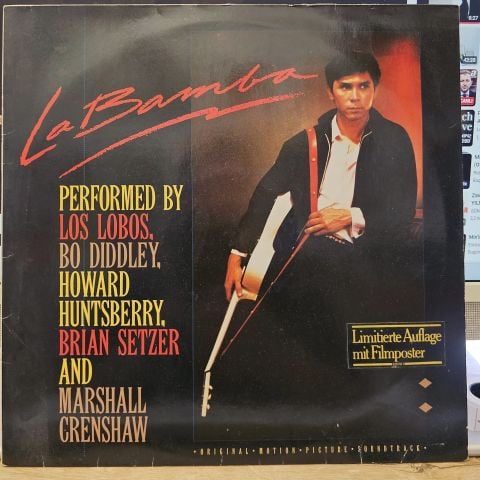 La Bamba
PERFORMED BY
LOS LOBOS,
BO DIDDLEY,
HOWARD
HUNTSBERRY,
BRIAN SETZER
AND
MARSHALL
CRENSHAW
Limitierte Auflage
mit Filmposter
• ORIGINAL • MOTION • PICTURE • SOUNDTRACK •